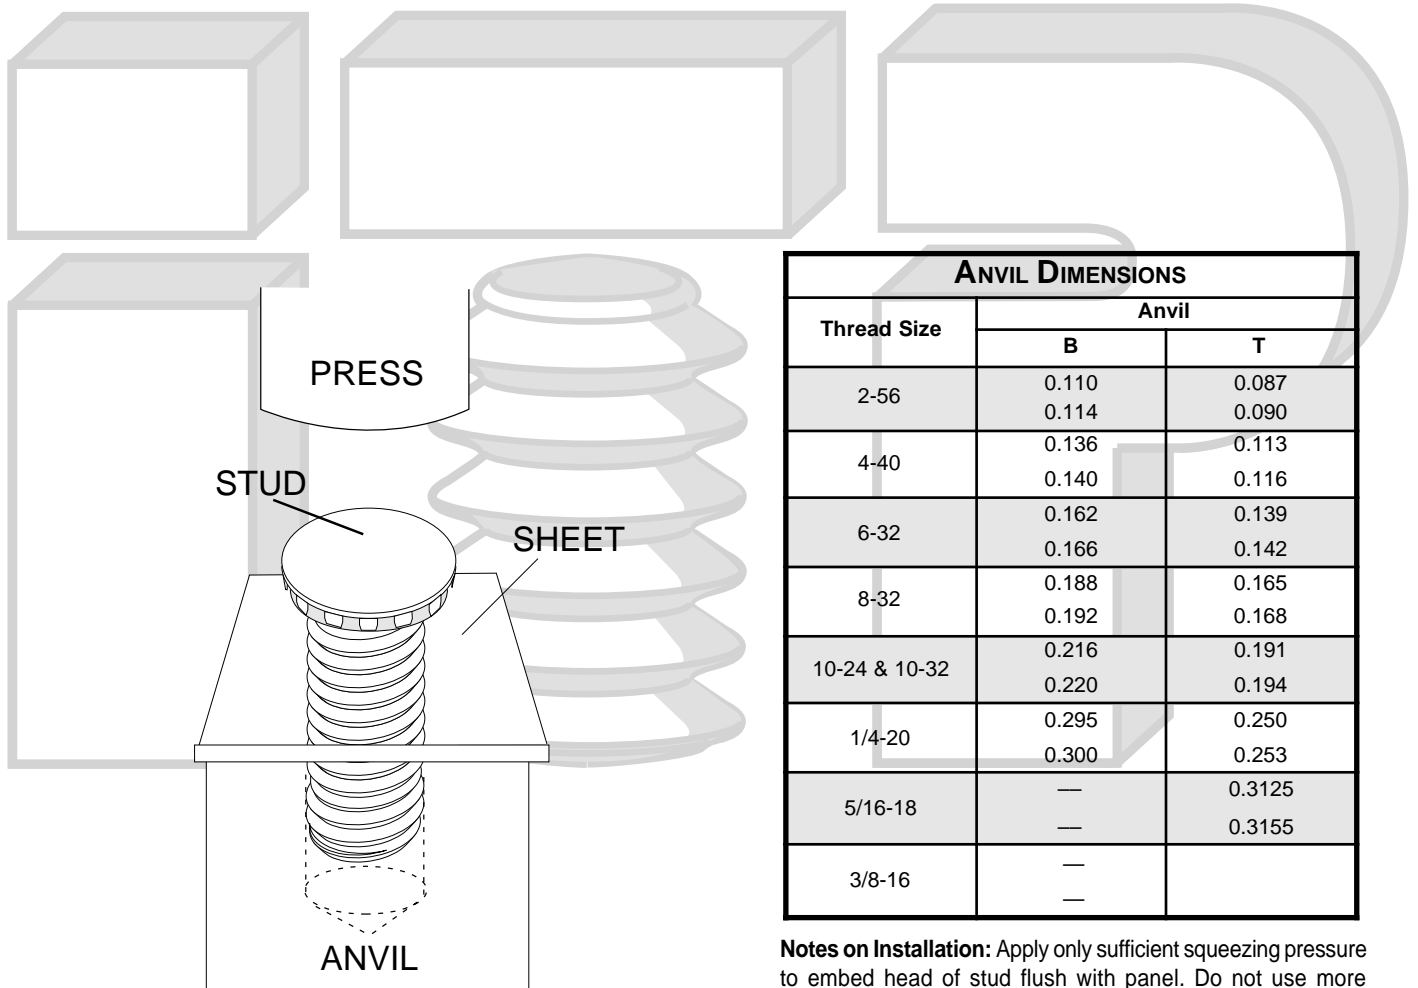 PRESS
STUD
SHEET
ANVIL
ANVIL DIMENSIONS
Thread Size
Anvil
B T
2-56 0.110 0.087
0.114 0.090
4-40 0.136 0.113
0.140 0.116
6-32 0.162 0.139
0.166 0.142
8-32 0.188 0.165
0.192 0.168
10-24 & 10-32 0.216 0.191
0.220 0.194
1/4-20 0.295 0.250
0.300 0.253
5/16-18 — 0.3125
— 0.3155
3/8-16 —
—
Notes on Installation: Apply only sufficient squeezing pressure
to embed head of stud flush with panel. Do not use more